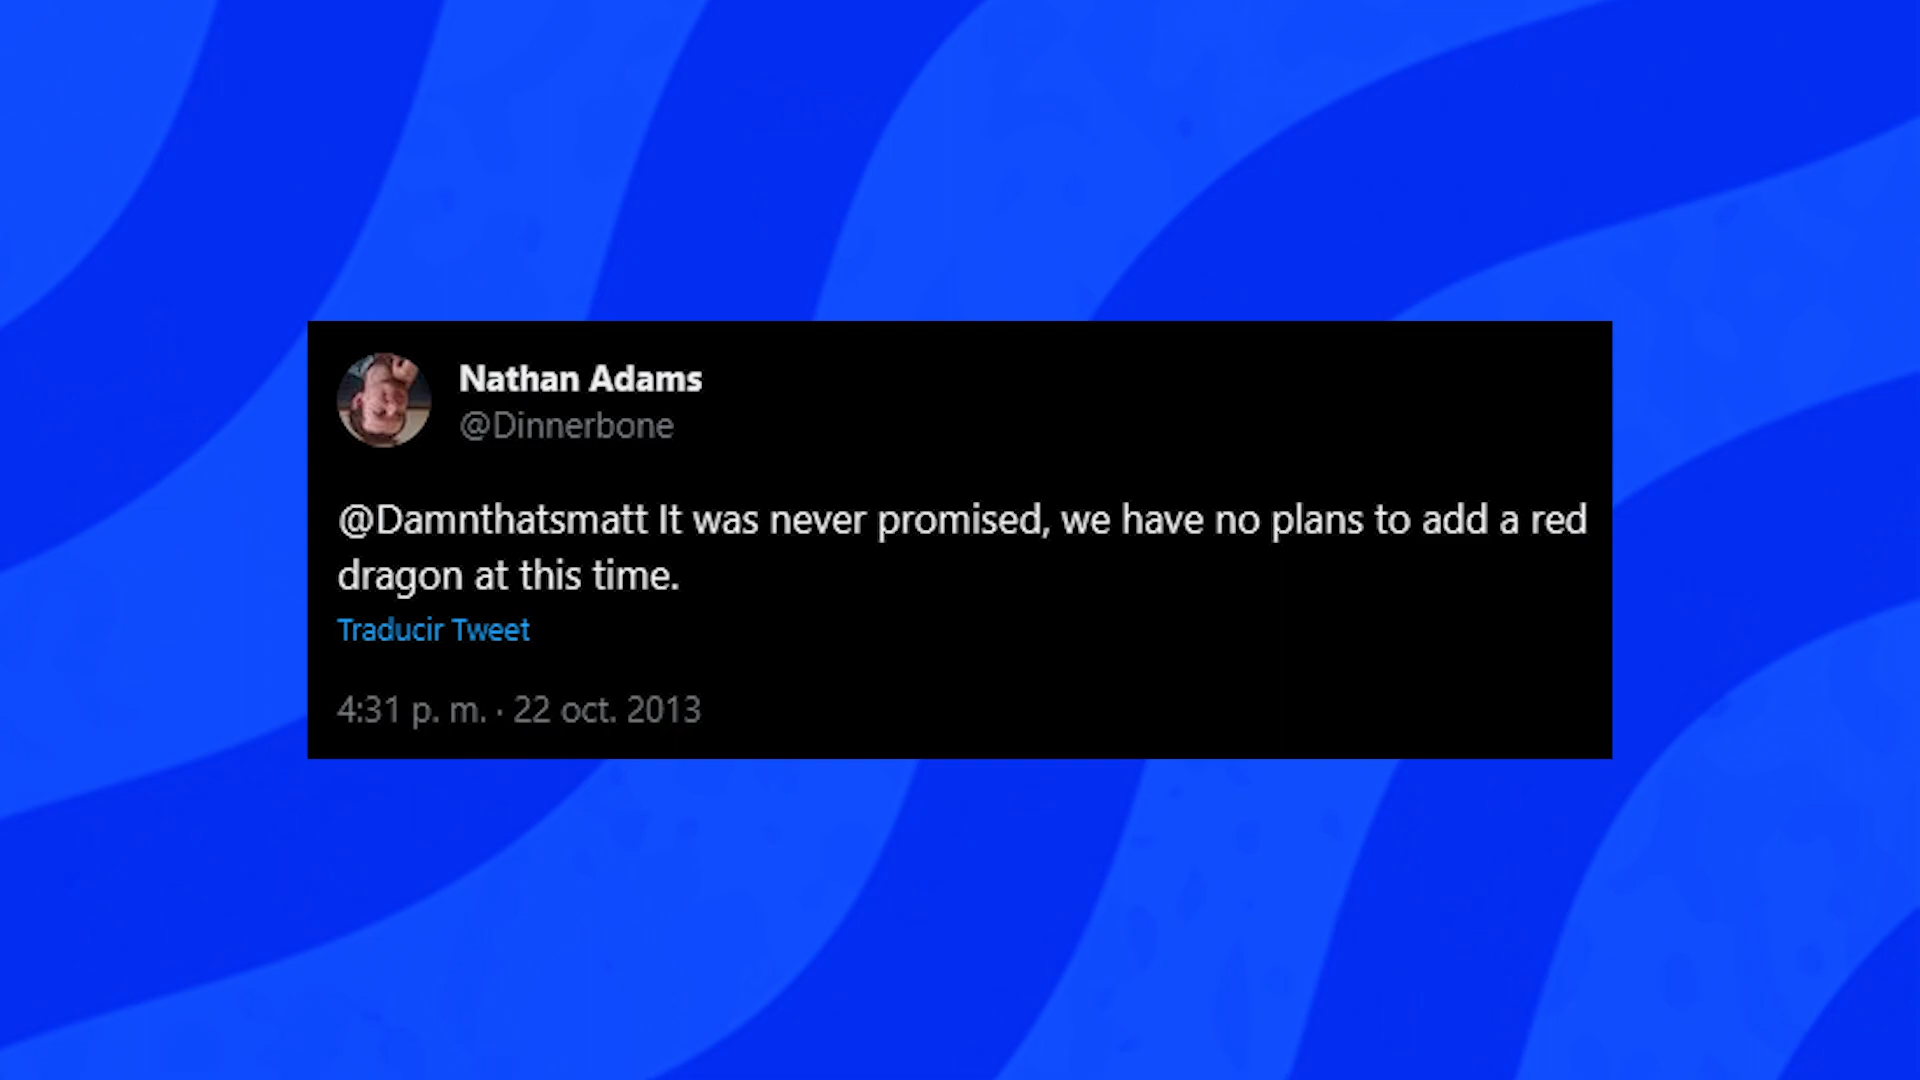 Nathan Adams
@Dinnerbone
@Damnthatsmatt It was never promised, we have no plans to add a red
dragon at this time.
Traducir Tweet
4:31 p. m. · 22 oct. 2013